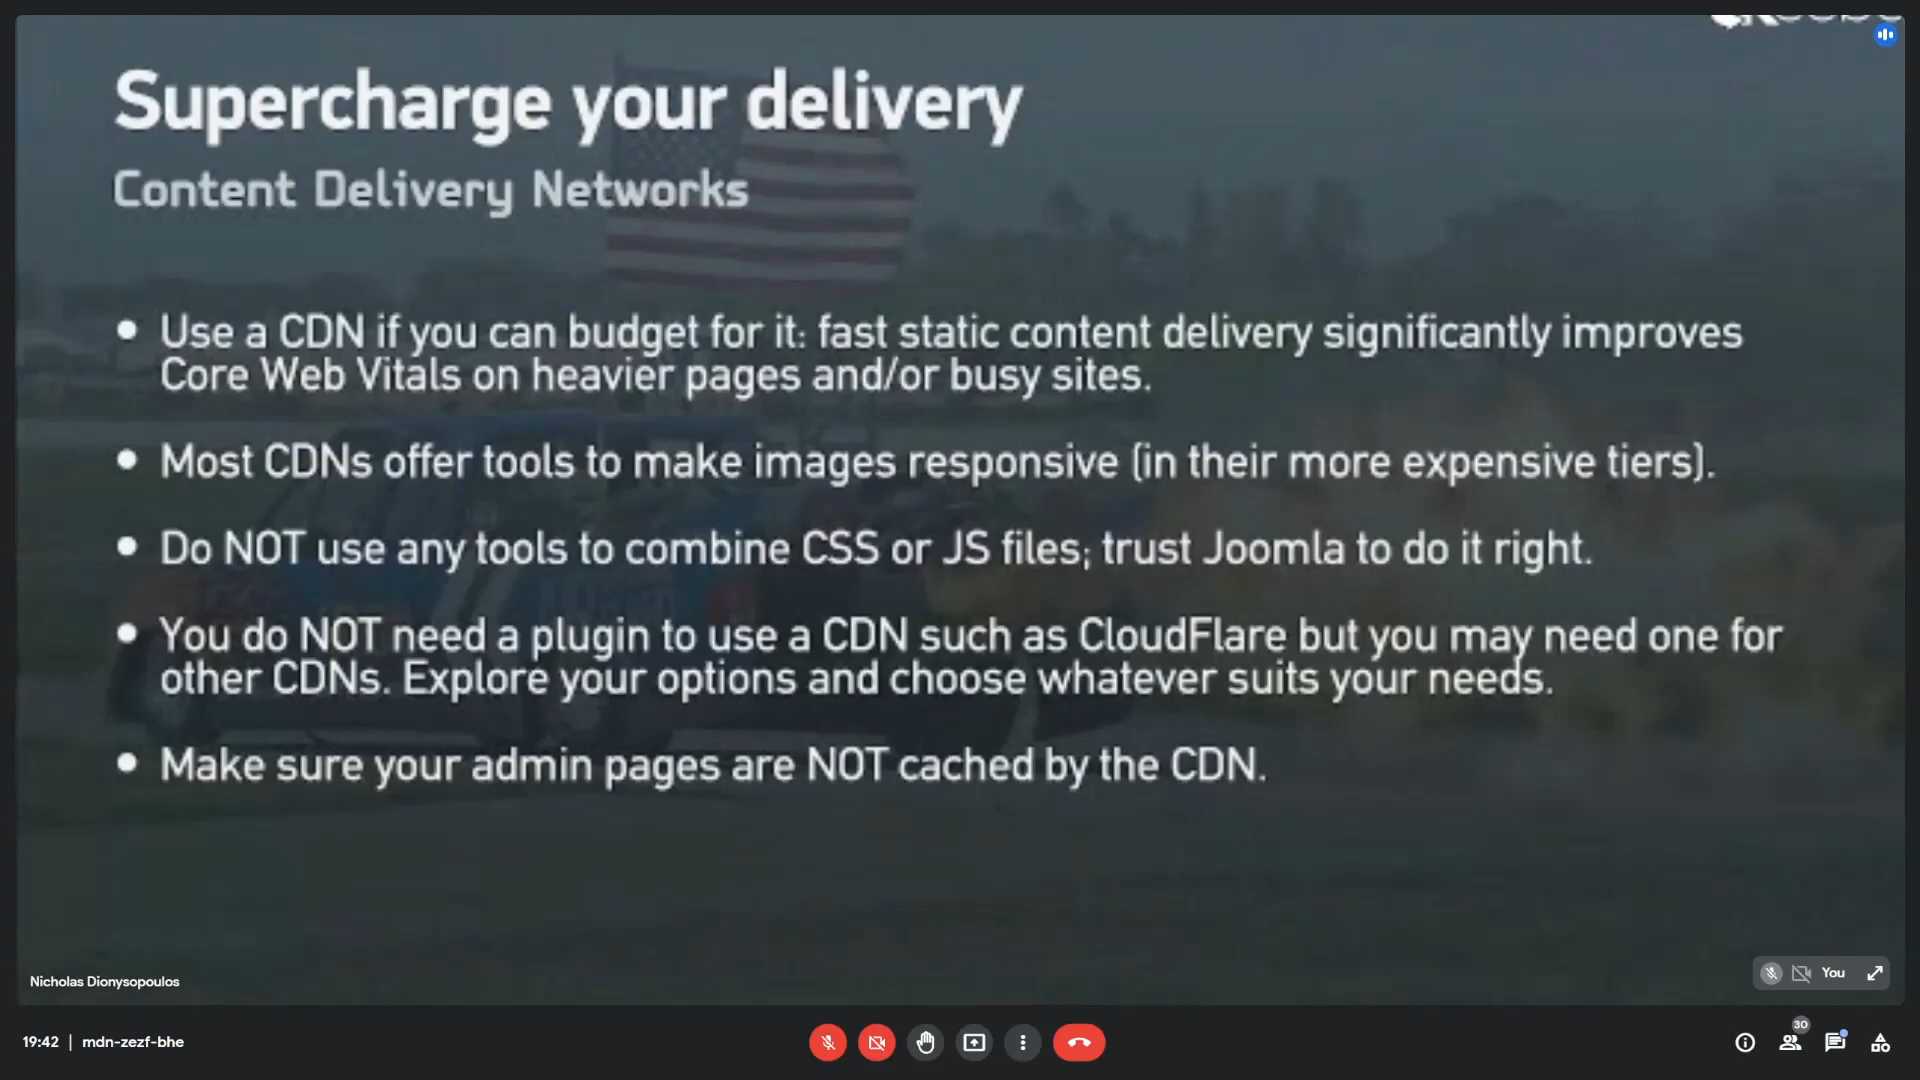 Supercharge your delivery
Content Delivery Networks
• Use a CDN if you can budget for it: fast static content delivery significantly improves
Core Web Vitals on heavier pages and/or busy sites.
• Most CDNs offer tools to make images responsive (in their more expensive tiers).
• Do NOT use any tools to combine CSS or JS files; trust Joomla to do it right.
• You do NOT need a plugin to use a CDN such as CloudFlare but you may need one for
other CDNs. Explore your options and choose whatever suits your needs.
• Make sure your admin pages are NOT cached by the CDN.
Nicholas Dionysopoulos
You
19:42 | mdn-zezf-bhe
30